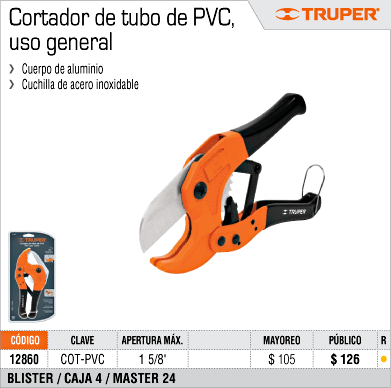 Cortador de tubo de PVC,
uso general
TRUPER®
❯ Cuerpo de aluminio
❯ Cuchilla de acero inoxidable
TRUPER
TRUPER
CÓDIGO CLAVE APERTURA MÁX. MAYOREO PÚBLICO R
12860 COT-PVC 1 5/8' $ 105 $ 126
BLISTER / CAJA 4 / MASTER 24